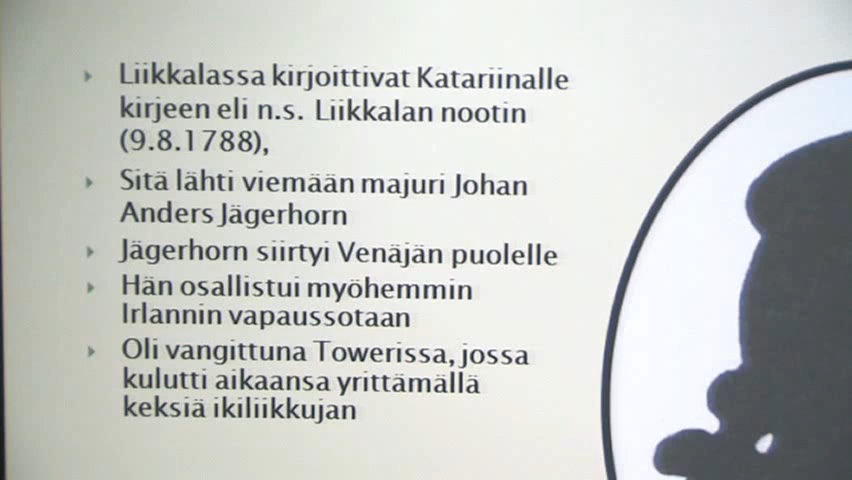 Liikkalassa kirjoittivat Katariinalle
kirjeen eli n.s. Liikkalan nootin
(9.8.1788),
Sitä lähti viemään majuri Johan
Anders Jägerhorn
Jägerhorn siirtyi Venäjän puolelle
Hän osallistui myöhemmin
Irlannin vapaussotaan
Oli vangittuna Towerissa, jossa
kulutti aikaansa yrittämällä
keksiä ikiliikkujan